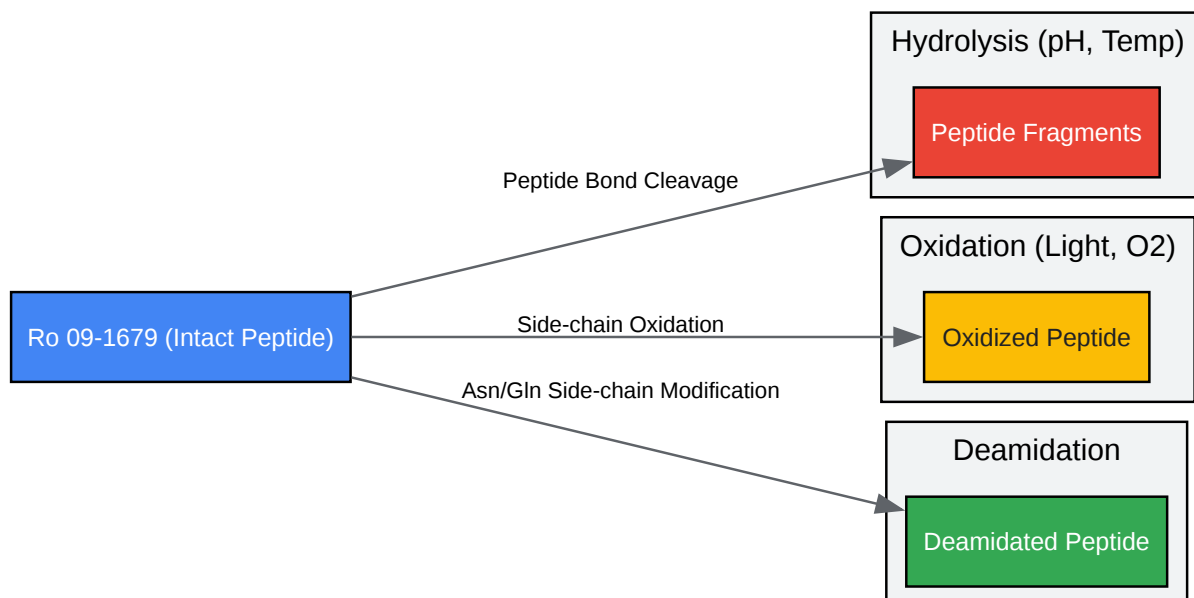 Hydrolysis (pH, Temp)
Peptide Fragments
Peptide Bond Cleavage
Oxidation (Light, O2)
Ro 09-1679 (Intact Peptide)
Side-chain Oxidation
Oxidized Peptide
Asn/Gln Side-chain Modification
Deamidation
Deamidated Peptide